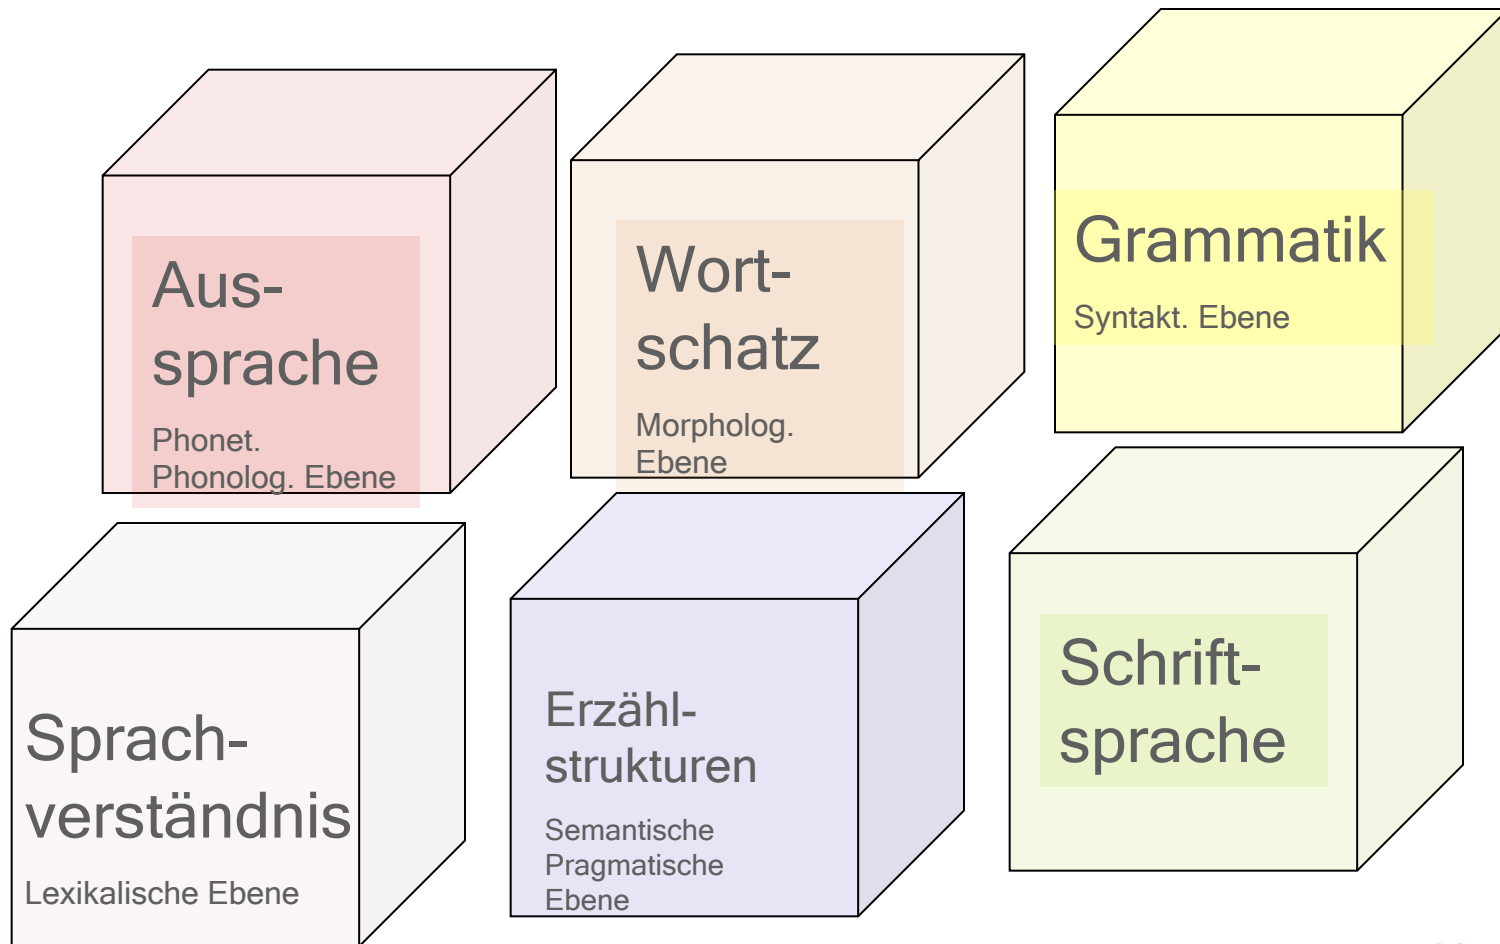 Aus-
sprache
Phonet.
Phonolog. Ebene
Wort-
schatz
Morpholog.
Ebene
Grammatik
Syntakt. Ebene
Sprach-
verständnis
Lexikalische Ebene
Erzähl-
strukturen
Semantische
Pragmatische
Ebene
Schrift-
sprache